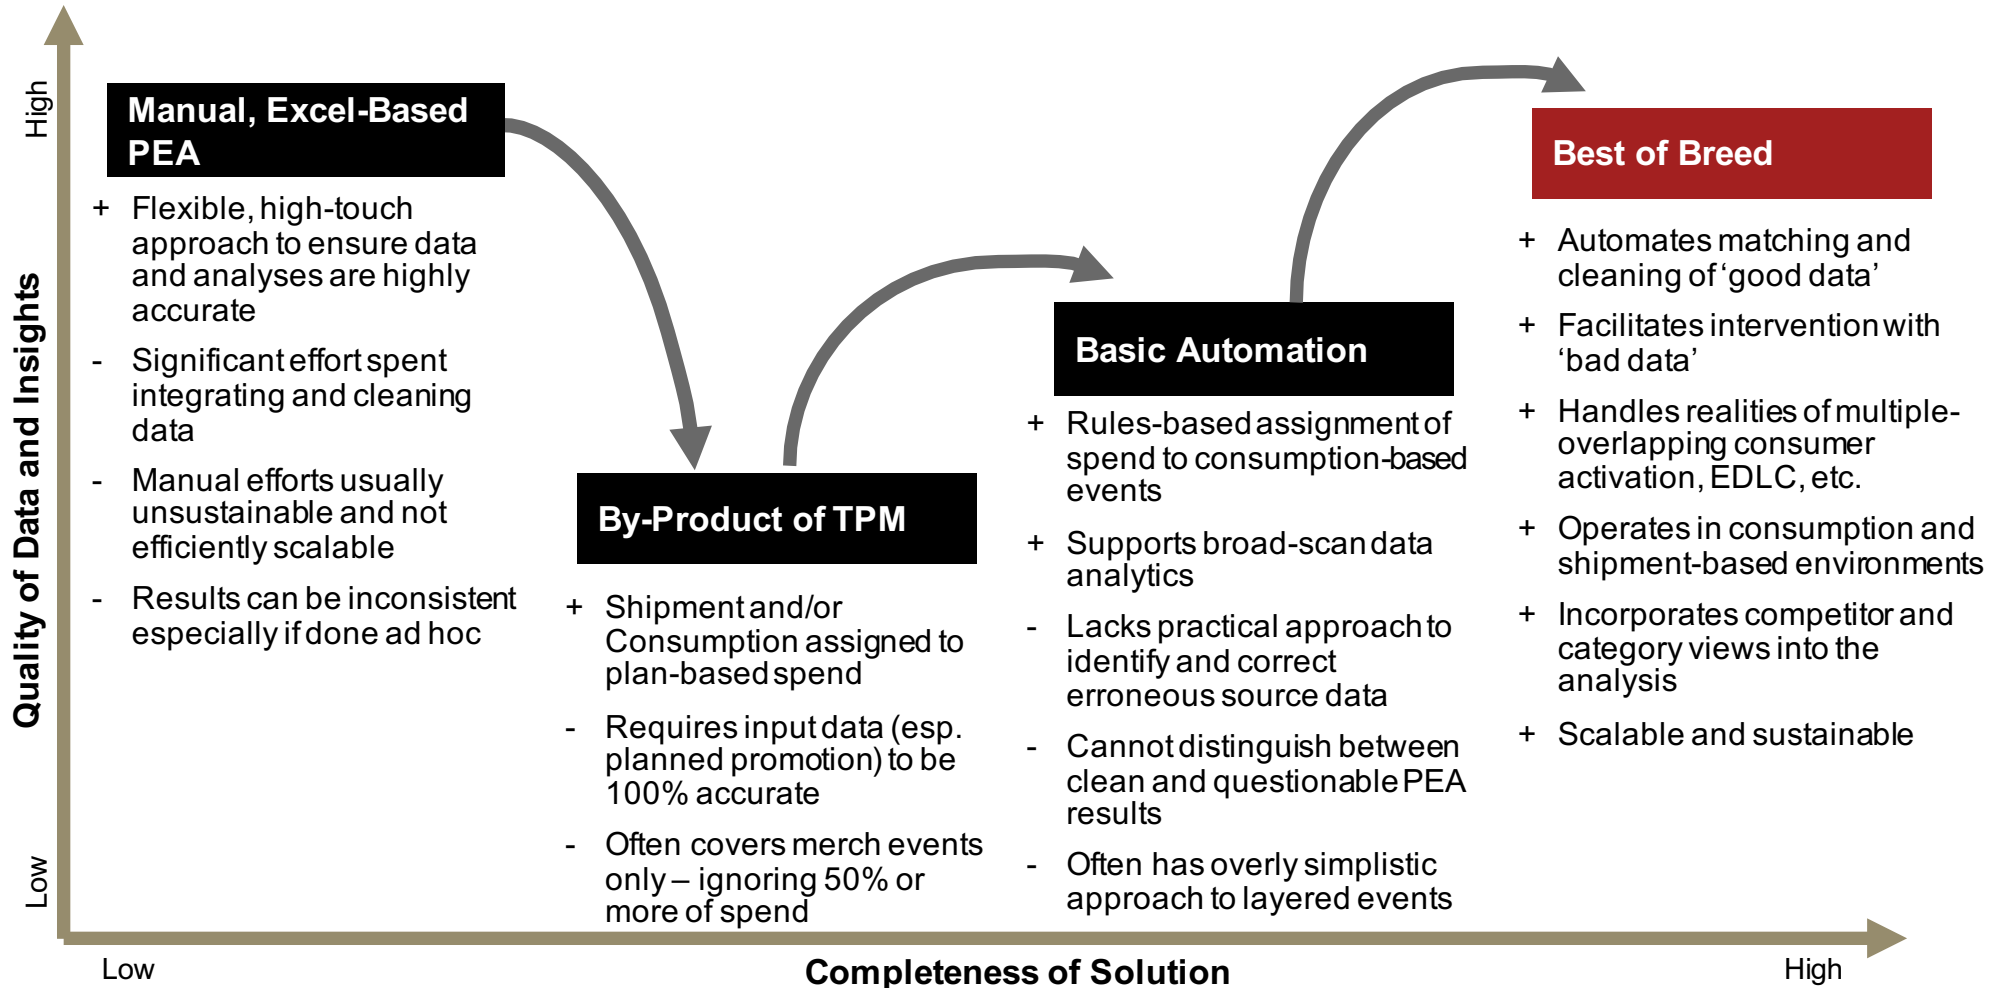 High
Quality of Data and Insights
Low
Manual, Excel-Based
PEA
+ Flexible, high-touch
approach to ensure data
and analyses are highly
accurate
- Significant effort spent
integrating and cleaning
data
- Manual efforts usually
unsustainable and not
efficiently scalable
- Results can be inconsistent
especially if done ad hoc
By-Product of TPM
+ Shipment and/or
Consumption assigned to
plan-based spend
- Requires input data (esp.
planned promotion) to be
100% accurate
- Often covers merch events
only – ignoring 50% or
more of spend
Basic Automation
+ Rules-based assignment of
spend to consumption-based
events
+ Supports broad-scan data
analytics
- Lacks practical approach to
identify and correct
erroneous source data
- Cannot distinguish between
clean and questionable PEA
results
- Often has overly simplistic
approach to layered events
Best of Breed
+ Automates matching and
cleaning of ‘good data’
+ Facilitates intervention with
‘bad data’
+ Handles realities of multiple-
overlapping consumer
activation, EDLC, etc.
+ Operates in consumption and
shipment-based environments
+ Incorporates competitor and
category views into the
analysis
+ Scalable and sustainable
Low
Completeness of Solution
High